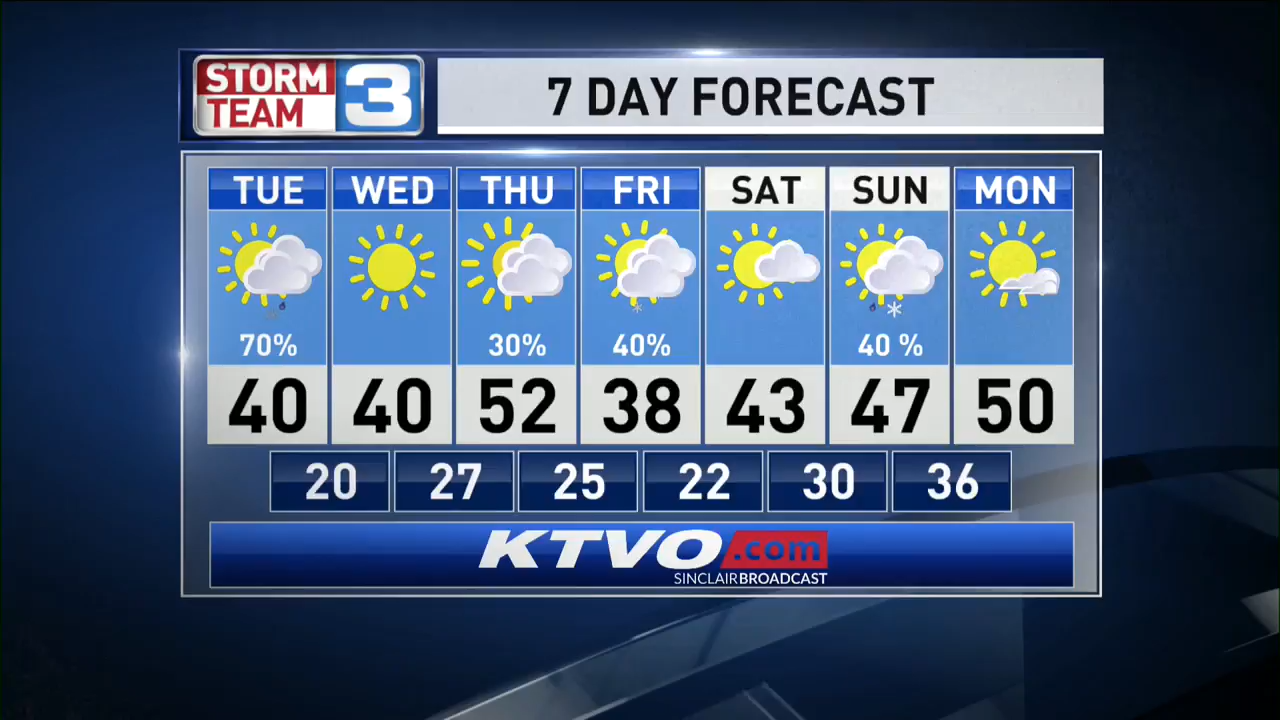 STORM
TEAM
3
7 DAY FORECAST
TUE WED THU FRI SAT SUN MON
70% 30% 40% 40 %
40 40 52 38 43 47 50
20 27 25 22 30 36
KTVO.com
SINCLAIRBROADCAST